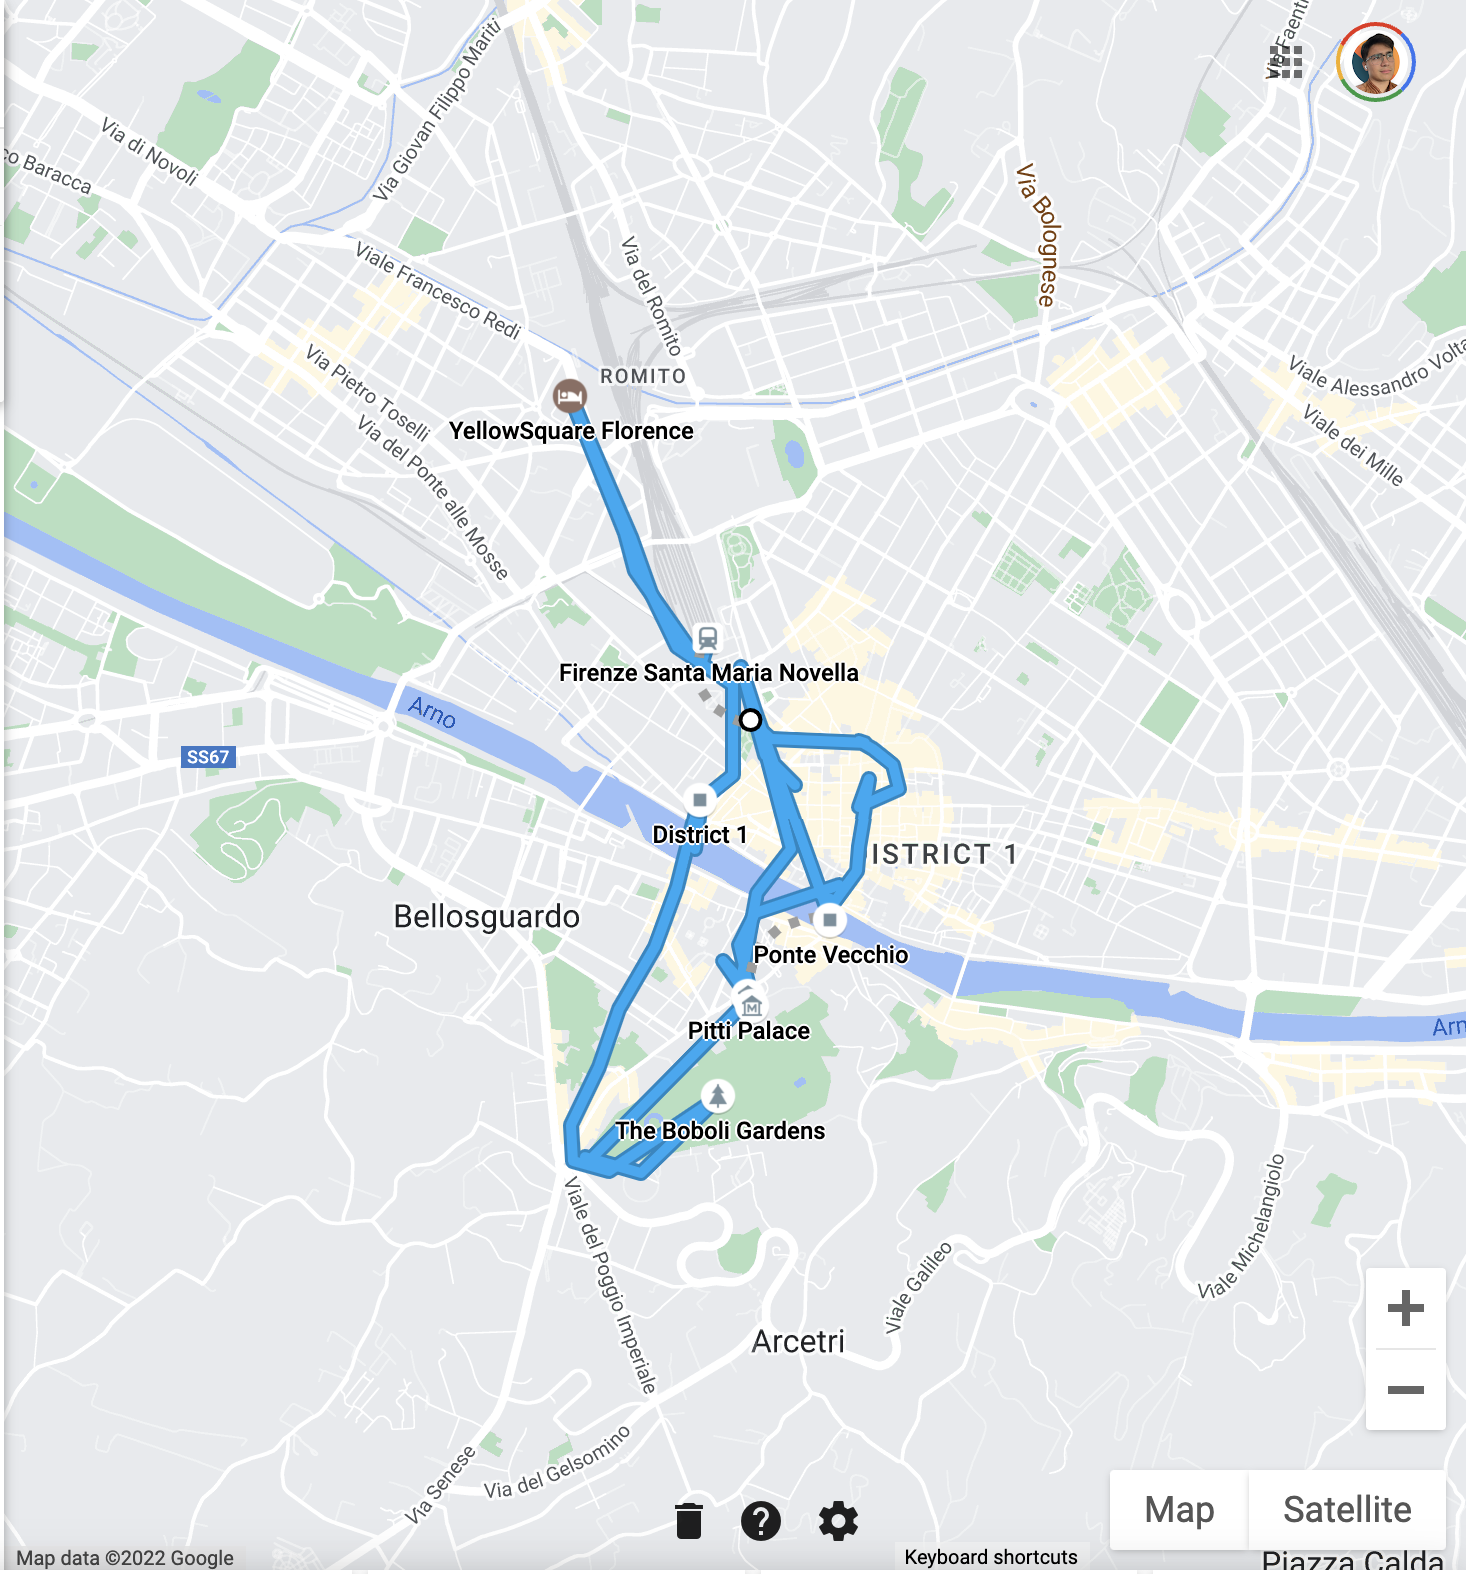 Via Faenti
Via Giovan Filippo Mariti
Via di Novoli
co Baracca
Via Bolognese
Viale Francesco Redi
Via del Romito
Via Pietro Toselli
ROMITO
Viale Alessandro Volta
YellowSquare Florence
Via del Ponte alle Mosse
Viale dei Mille
Firenze Santa Maria Novella
Arno
SS67
District 1
ISTRICT 1
Bellosguardo
Ponte Vecchio
Pitti Palace
Arn
The Boboli Gardens
Viale del Poggio Imperiale
Viale Michelangiolo
Viale Galileo
Arcetri
Via Senese
Via del Gelsomino
Map
Satellite
Map data ©2022 Google
Keyboard shortcuts
Piazza Calda